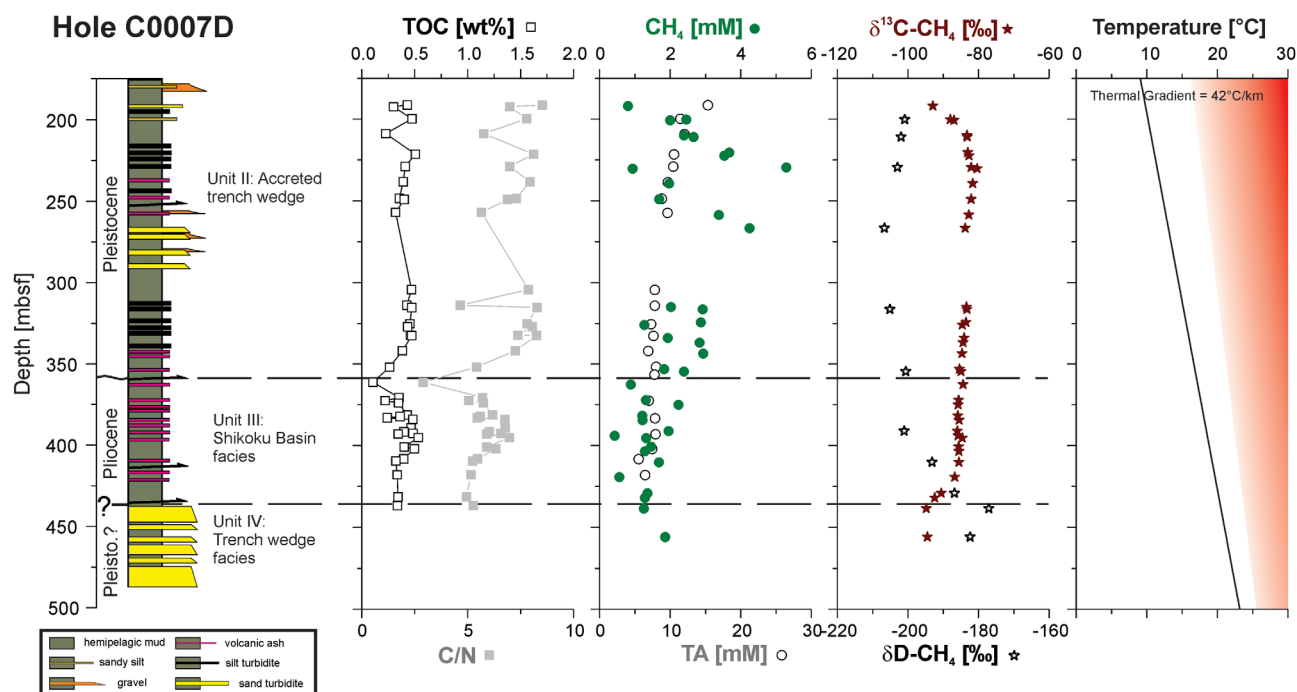 Hole C0007D
TOC [wt%]
CH₄ [mM]
δ¹³C-CH₄ [‰]
Temperature [°C]
0.0 0.5 1.0 1.5 2.0
0 2 4 6
-120 -100 -80 -60
0 10 20 30
Thermal Gradient = 42°C/km
Depth [mbsf]
200
250
300
350
400
450
500
Pleistocene
Pliocene
?
Pleisto.?
Unit II: Accreted
trench wedge
Unit III:
Shikoku Basin
facies
Unit IV:
Trench wedge
facies
0 5 10
0 10 20 30
-220 -200 -180 -160
C/N
TA [mM]
δD-CH₄ [‰]
hemipelagic mud
volcanic ash
sandy silt
silt turbidite
gravel
sand turbidite